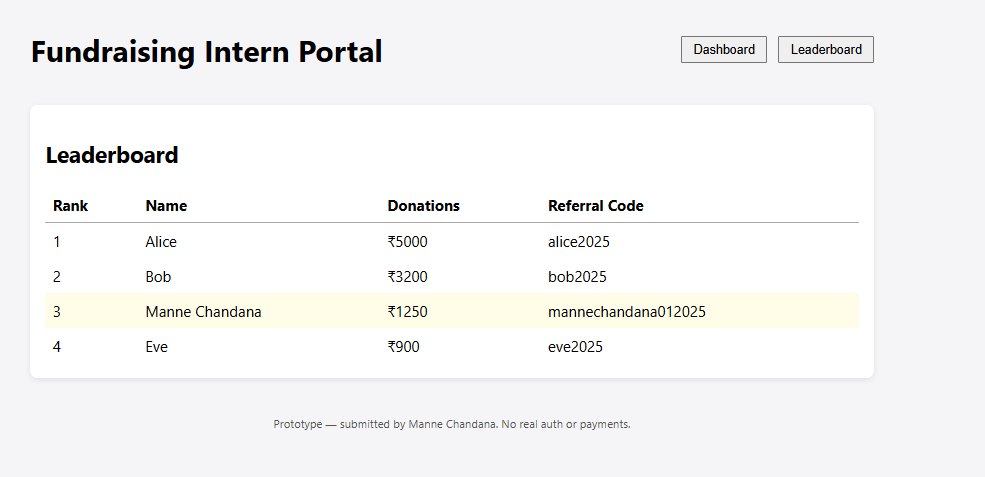 Fundraising Intern Portal
Dashboard
Leaderboard
Leaderboard
Rank Name Donations Referral Code
1 Alice ₹5000 alice2025
2 Bob ₹3200 bob2025
3 Manne Chandana ₹1250 mannechandana012025
4 Eve ₹900 eve2025
Prototype — submitted by Manne Chandana. No real auth or payments.